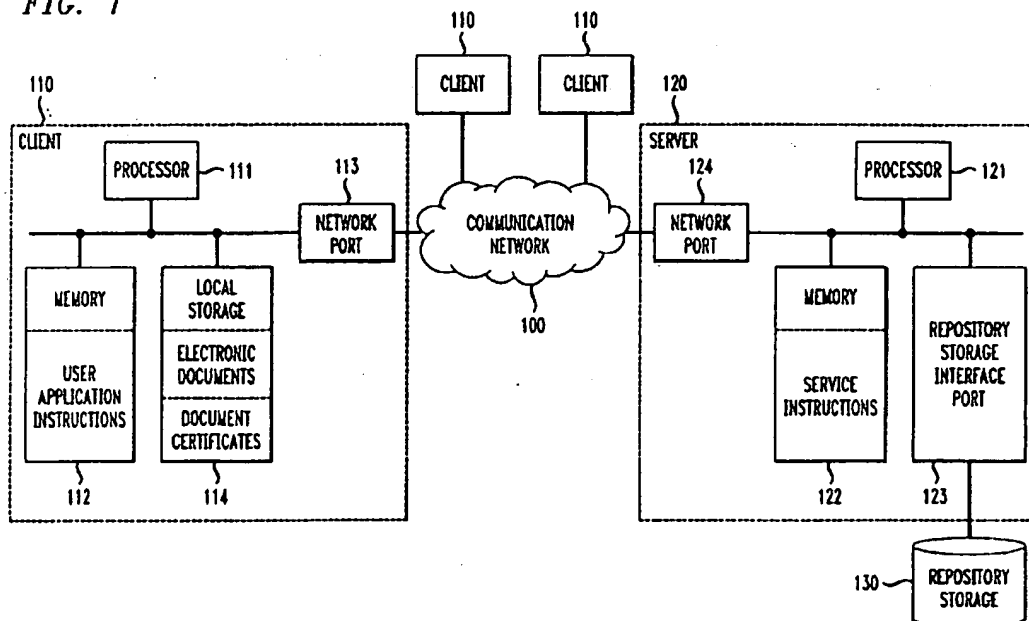 FIG. 1
110
110
110
120
CLIENT
CLIENT
CLIENT
SERVER
PROCESSOR
111
113
124
PROCESSOR
121
NETWORK
PORT
COMMUNICATION
NETWORK
NETWORK
PORT
100
MEMORY
USER
APPLICATION
INSTRUCTIONS
112
LOCAL
STORAGE
ELECTRONIC
DOCUMENTS
DOCUMENT
CERTIFICATES
114
MEMORY
SERVICE
INSTRUCTIONS
122
REPOSITORY
STORAGE
INTERFACE
PORT
123
130
REPOSITORY
STORAGE